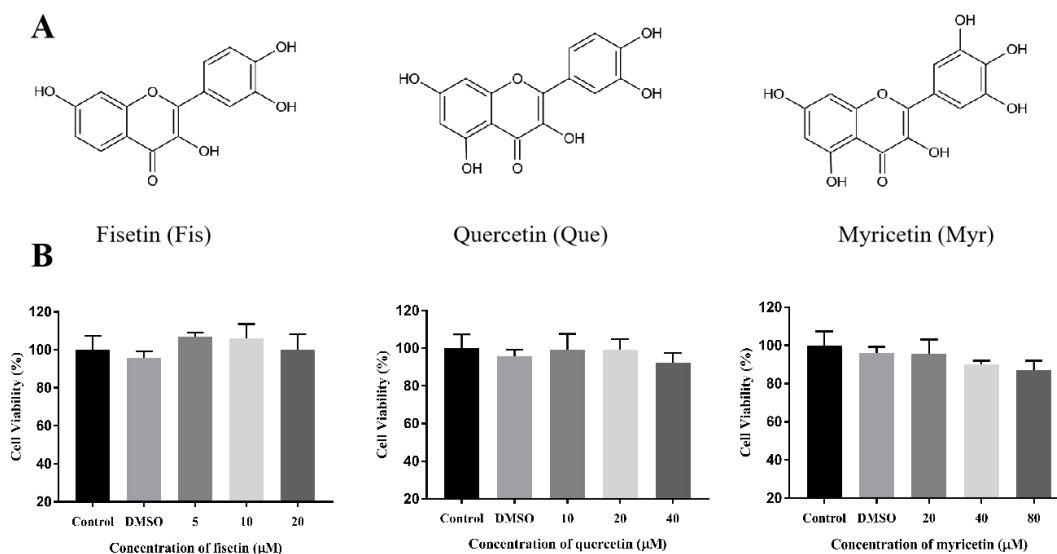 A
OH
HO
O
OH
OH
O
Fisetin (Fis)
OH
HO
O
OH
OH
OH
O
Quercetin (Que)
OH
OH
HO
O
OH
OH
OH
O
Myricetin (Myr)
B
Cell Viability (%)
120
100
80
60
40
20
Control DMSO 5 10 20
Concentration of fisetin (μM)
Cell Viability (%)
120
100
80
60
40
20
Control DMSO 10 20 40
Concentration of quercetin (μM)
Cell Viability (%)
120
100
80
60
40
20
Control DMSO 20 40 80
Concentration of myricetin (μM)